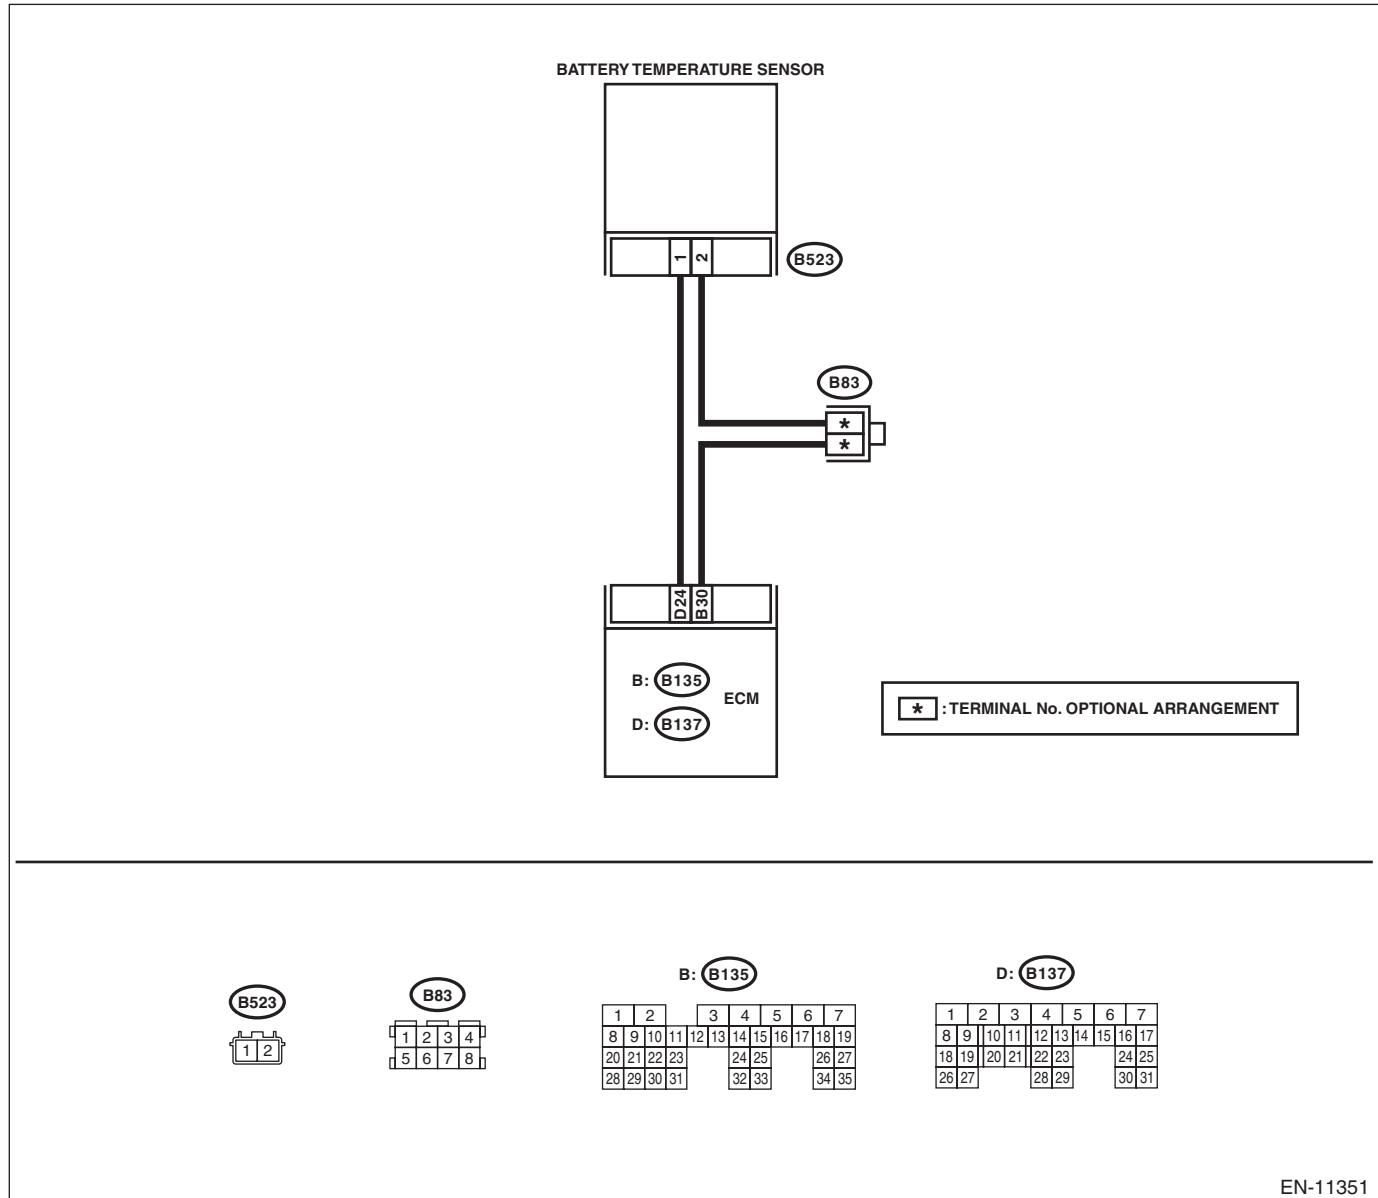 BATTERY TEMPERATURE SENSOR
1 2
B523
B83
*
*
D24 B30
B: B135
ECM
D: B137
* : TERMINAL No. OPTIONAL ARRANGEMENT
B523
1 2
B83
1 2 3 4
5 6 7 8
B: B135
1 2 3 4 5 6 7
8 9 10 11 12 13 14 15 16 17 18 19
20 21 22 23 24 25 26 27
28 29 30 31 32 33 34 35
D: B137
1 2 3 4 5 6 7
8 9 10 11 12 13 14 15 16 17
18 19 20 21 22 23 24 25
26 27 28 29 30 31
EN-11351